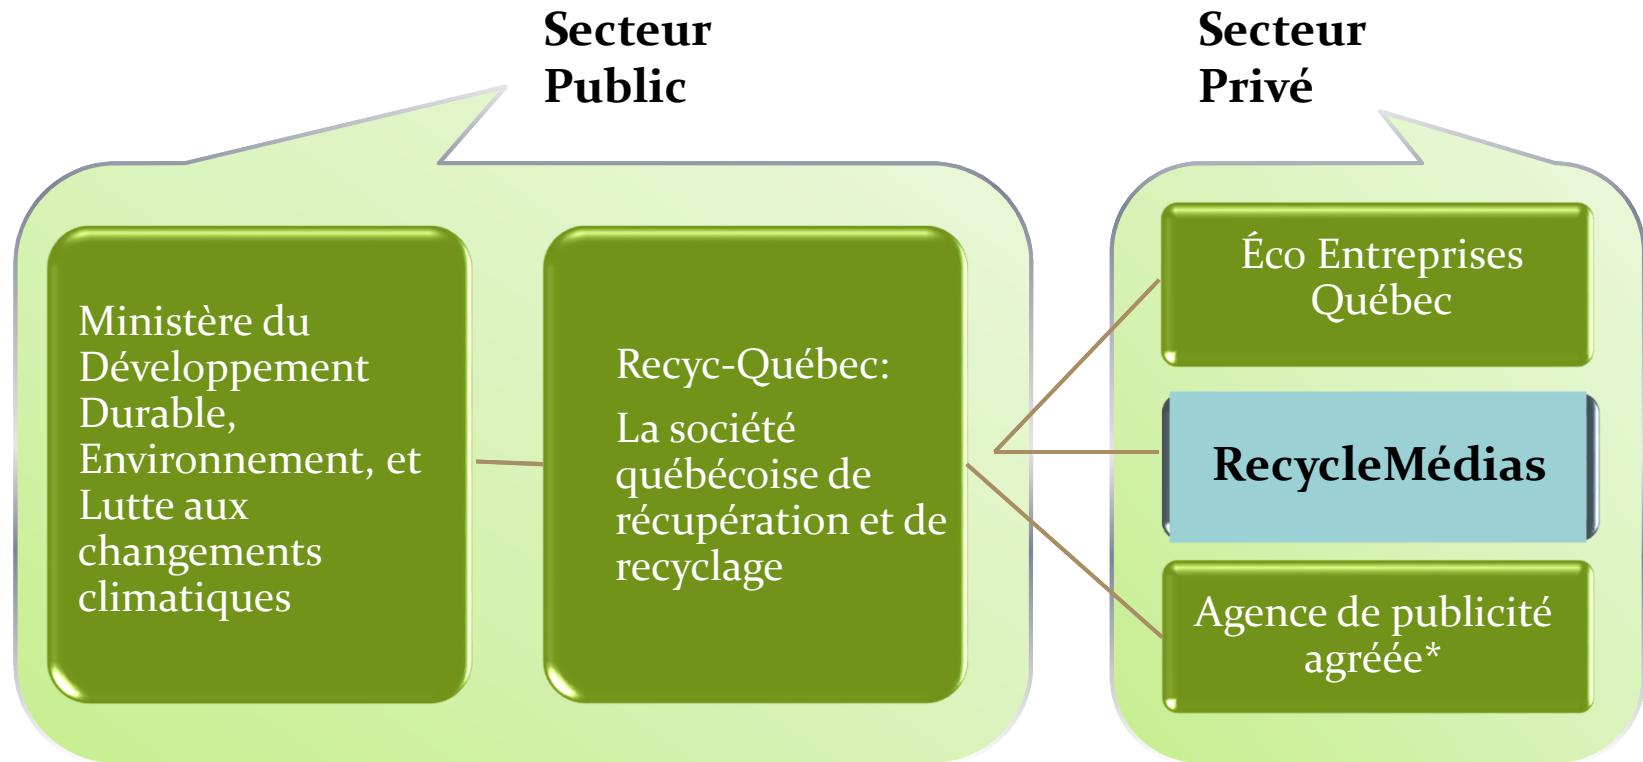 Secteur
Public
Secteur
Privé
Ministère du
Développement
Durable,
Environnement, et
Lutte aux
changements
climatiques
Recyc-Québec:
La société
québécoise de
récupération et de
recyclage
Éco Entreprises
Québec
RecycleMédias
Agence de publicité
agréée*